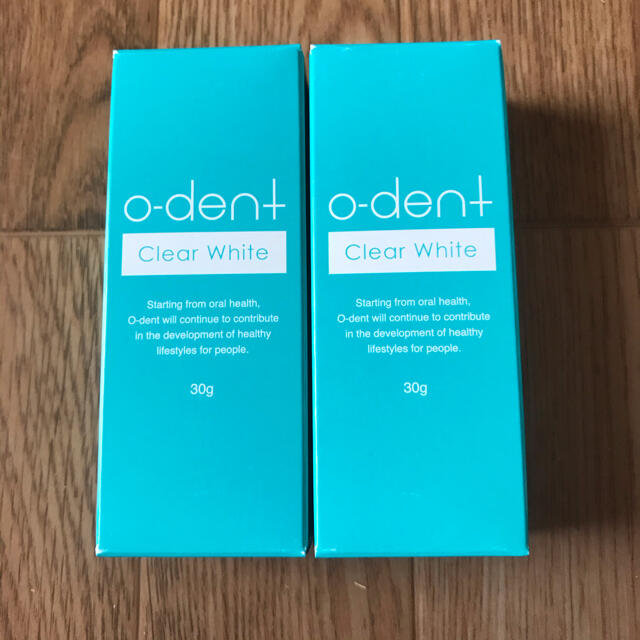 o-dent
Clear White
Starting from oral health,
O-dent will continue to contribute
in the development of healthy
lifestyles for people.
30g
o-dent
Clear White
Starting from oral health,
O-dent will continue to contribute
in the development of healthy
lifestyles for people.
30g